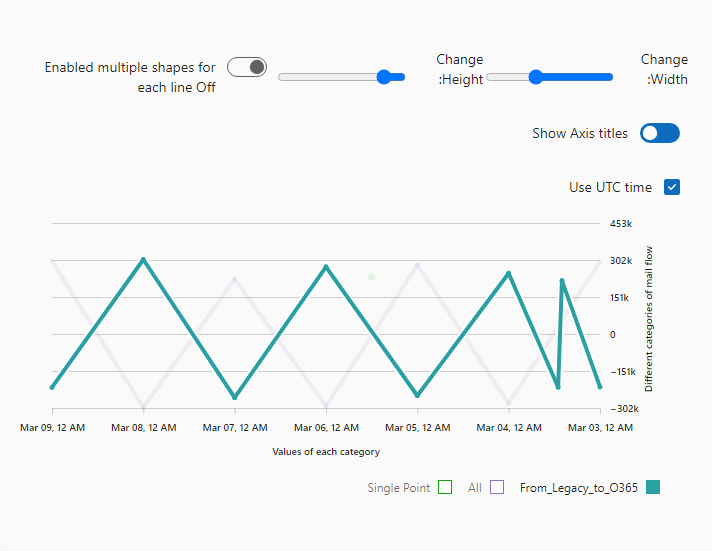 Enabled multiple shapes for
each line Off
Change
:Height
Change
:Width
Show Axis titles
Use UTC time
453k
302k
151k
0
−151k
−302k
Different categories of mail flow
Mar 09, 12 AM
Mar 08, 12 AM
Mar 07, 12 AM
Mar 06, 12 AM
Mar 05, 12 AM
Mar 04, 12 AM
Mar 03, 12 AM
Values of each category
Single Point
All
From_Legacy_to_O365